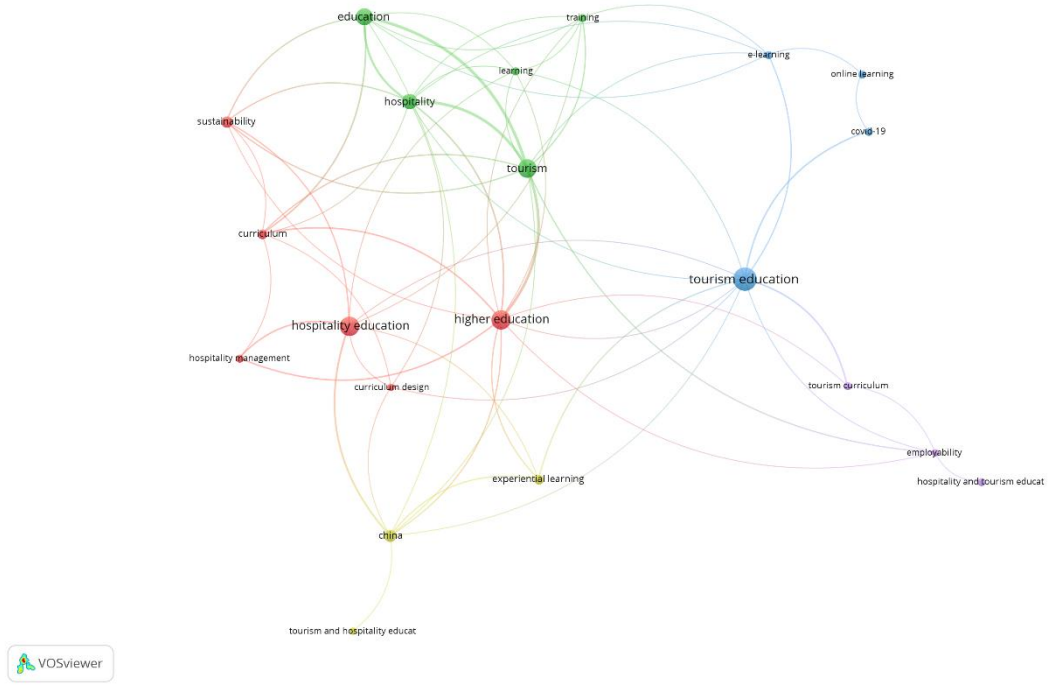 education
training
e-learning
learning
online learning
hospitality
sustainability
covid-19
tourism
curriculum
tourism education
higher education
hospitality education
hospitality management
tourism curriculum
curriculum design
employability
experiential learning
hospitality and tourism educat
china
tourism and hospitality educat
VOSviewer